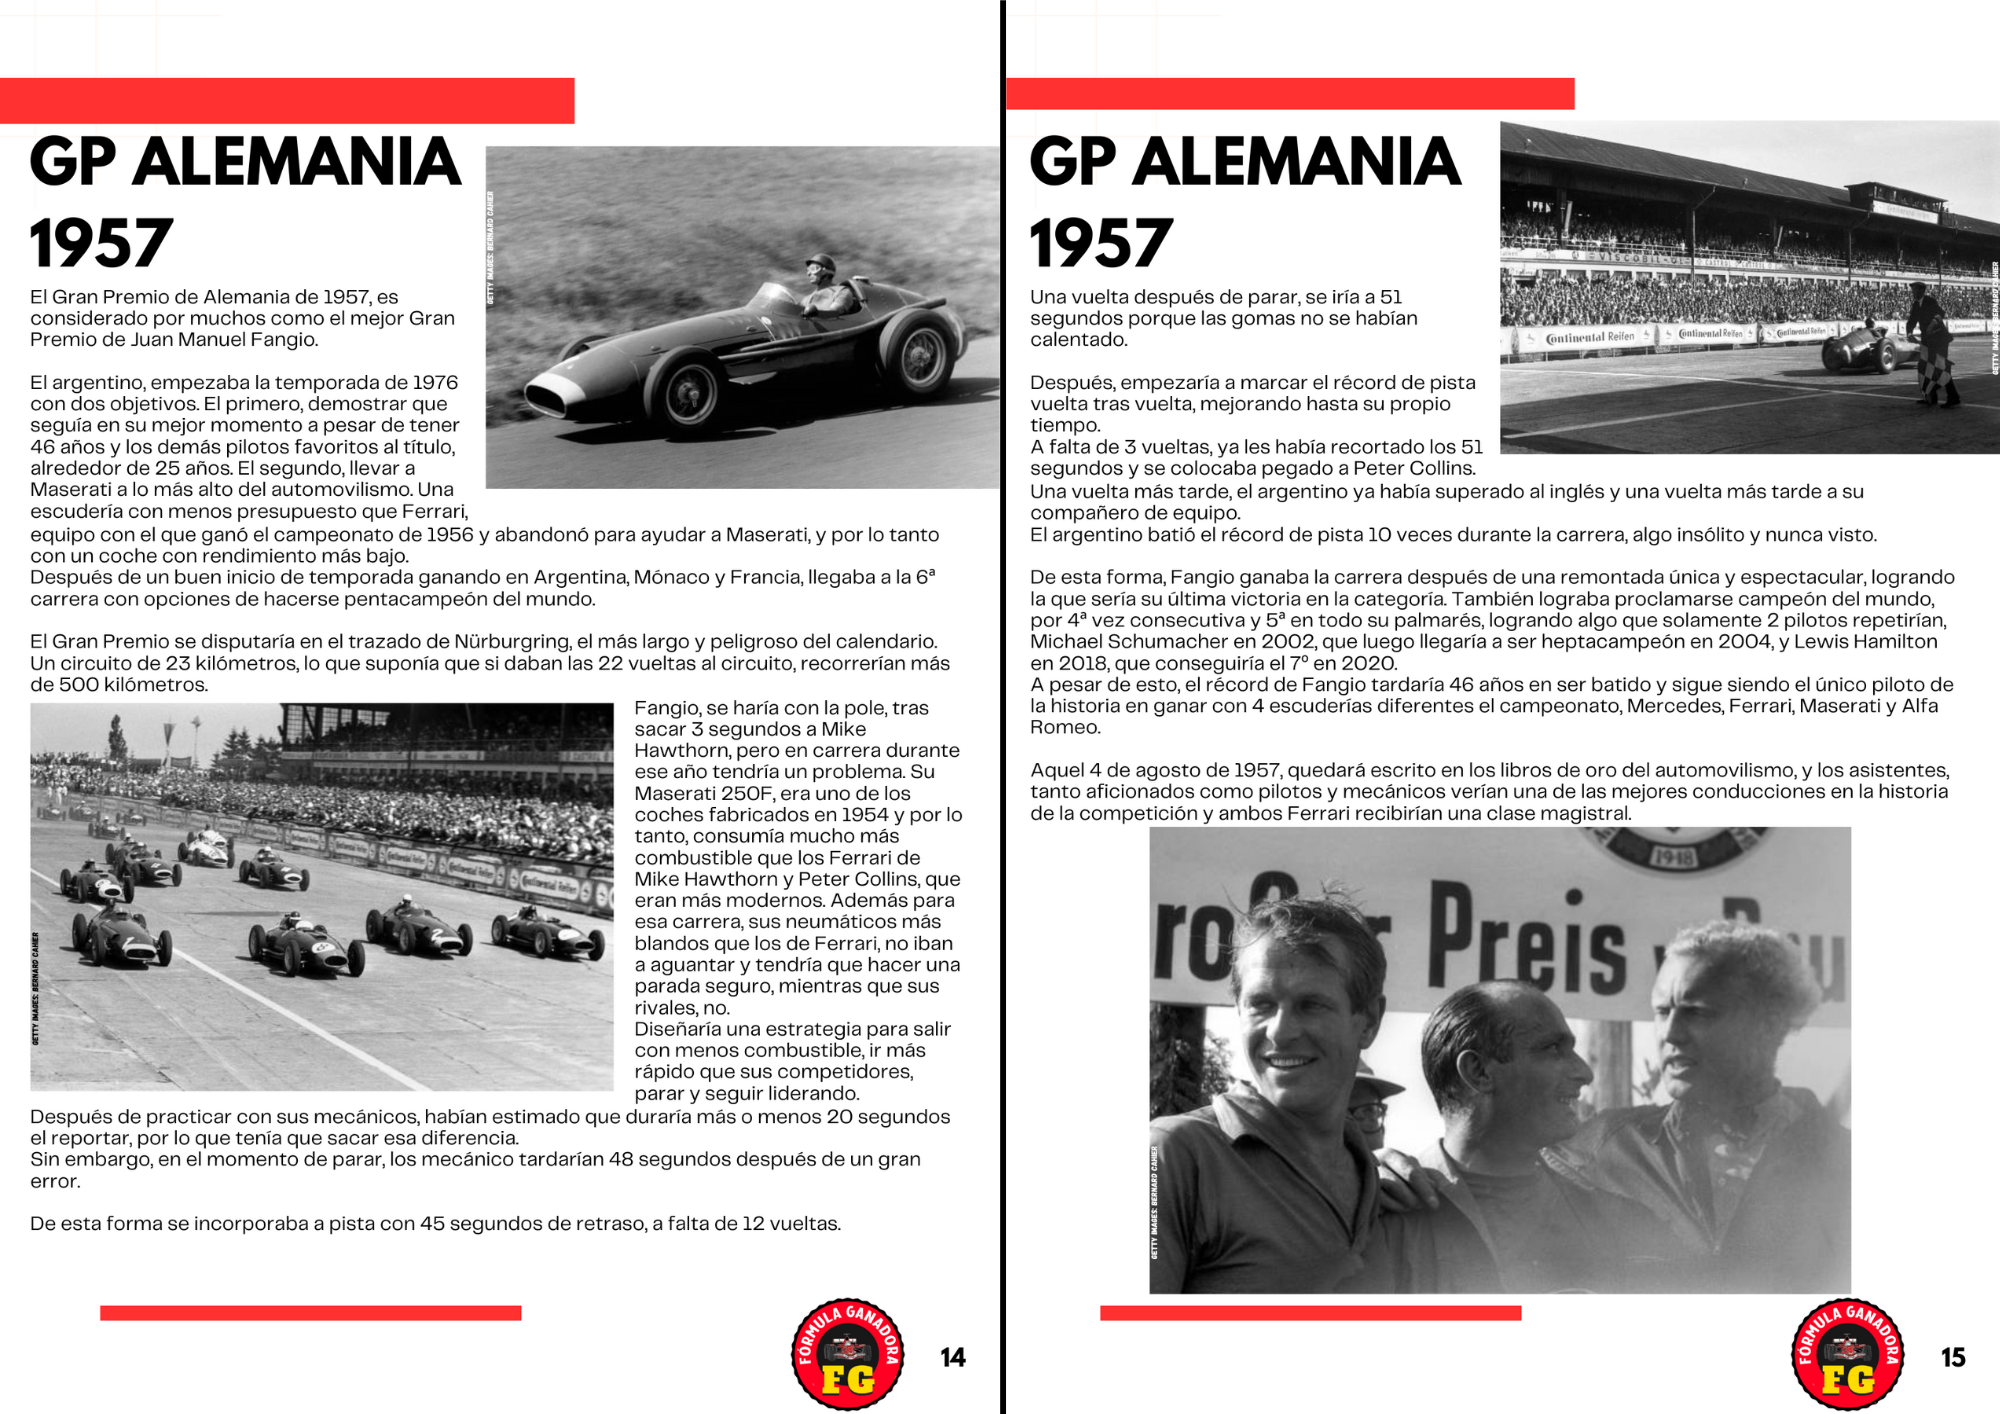 GP ALEMANIA
1957
GETTY IMAGES: BERNARD CAHIER
El Gran Premio de Alemania de 1957, es
considerado por muchos como el mejor Gran
Premio de Juan Manuel Fangio.
El argentino, empezaba la temporada de 1976
con dos objetivos. El primero, demostrar que
seguía en su mejor momento a pesar de tener
46 años y los demás pilotos favoritos al título,
alrededor de 25 años. El segundo, llevar a
Maserati a lo más alto del automovilismo. Una
escudería con menos presupuesto que Ferrari,
equipo con el que ganó el campeonato de 1956 y abandonó para ayudar a Maserati, y por lo tanto
con un coche con rendimiento más bajo.
Después de un buen inicio de temporada ganando en Argentina, Mónaco y Francia, llegaba a la 6ª
carrera con opciones de hacerse pentacampeón del mundo.
El Gran Premio se disputaría en el trazado de Nürburgring, el más largo y peligroso del calendario.
Un circuito de 23 kilómetros, lo que suponía que si daban las 22 vueltas al circuito, recorrerían más
de 500 kilómetros.
Continental Reifen
Continental Reifen
1
8
2
GETTY IMAGES: BERNARD CAHIER
Fangio, se haría con la pole, tras
sacar 3 segundos a Mike
Hawthorn, pero en carrera durante
ese año tendría un problema. Su
Maserati 250F, era uno de los
coches fabricados en 1954 y por lo
tanto, consumía mucho más
combustible que los Ferrari de
Mike Hawthorn y Peter Collins, que
eran más modernos. Además para
esa carrera, sus neumáticos más
blandos que los de Ferrari, no iban
a aguantar y tendría que hacer una
parada seguro, mientras que sus
rivales, no.
Diseñaría una estrategia para salir
con menos combustible, ir más
rápido que sus competidores,
parar y seguir liderando.
Después de practicar con sus mecánicos, habían estimado que duraría más o menos 20 segundos
el reportar, por lo que tenía que sacar esa diferencia.
Sin embargo, en el momento de parar, los mecánico tardarían 48 segundos después de un gran
error.
De esta forma se incorporaba a pista con 45 segundos de retraso, a falta de 12 vueltas.
FÓRMULA GANADORA
FG
14
GP ALEMANIA
1957
VISCOBIL
Continental Reifen
Continental Reifen
Continental
GETTY IMAGES: BERNARD CAHIER
Una vuelta después de parar, se iría a 51
segundos porque las gomas no se habían
calentado.
Después, empezaría a marcar el récord de pista
vuelta tras vuelta, mejorando hasta su propio
tiempo.
A falta de 3 vueltas, ya les había recortado los 51
segundos y se colocaba pegado a Peter Collins.
Una vuelta más tarde, el argentino ya había superado al inglés y una vuelta más tarde a su
compañero de equipo.
El argentino batió el récord de pista 10 veces durante la carrera, algo insólito y nunca visto.
De esta forma, Fangio ganaba la carrera después de una remontada única y espectacular, logrando
la que sería su última victoria en la categoría. También lograba proclamarse campeón del mundo,
por 4ª vez consecutiva y 5ª en todo su palmarés, logrando algo que solamente 2 pilotos repetirían,
Michael Schumacher en 2002, que luego llegaría a ser heptacampeón en 2004, y Lewis Hamilton
en 2018, que conseguiría el 7º en 2020.
A pesar de esto, el récord de Fangio tardaría 46 años en ser batido y sigue siendo el único piloto de
la historia en ganar con 4 escuderías diferentes el campeonato, Mercedes, Ferrari, Maserati y Alfa
Romeo.
Aquel 4 de agosto de 1957, quedará escrito en los libros de oro del automovilismo, y los asistentes,
tanto aficionados como pilotos y mecánicos verían una de las mejores conducciones en la historia
de la competición y ambos Ferrari recibirían una clase magistral.
1948
roßer Preis
GETTY IMAGES: BERNARD CAHIER
FÓRMULA GANADORA
FG
15